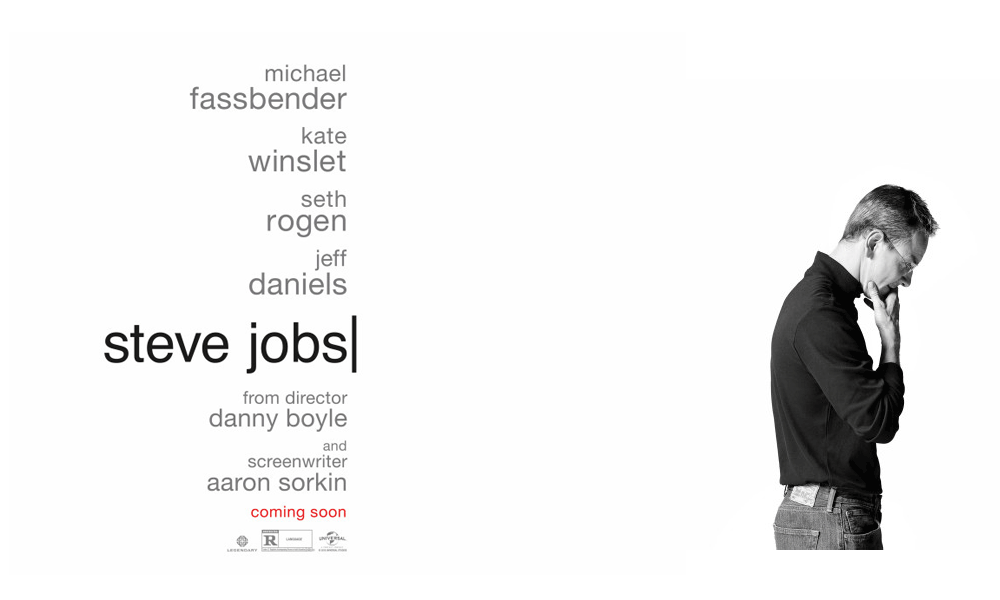 michael
fassbender
kate
winslet
seth
rogen
jeff
daniels
steve jobs|
from director
danny boyle
and
screenwriter
aaron sorkin
coming soon
LEGENDARY
R
LANGUAGE
UNIVERSAL